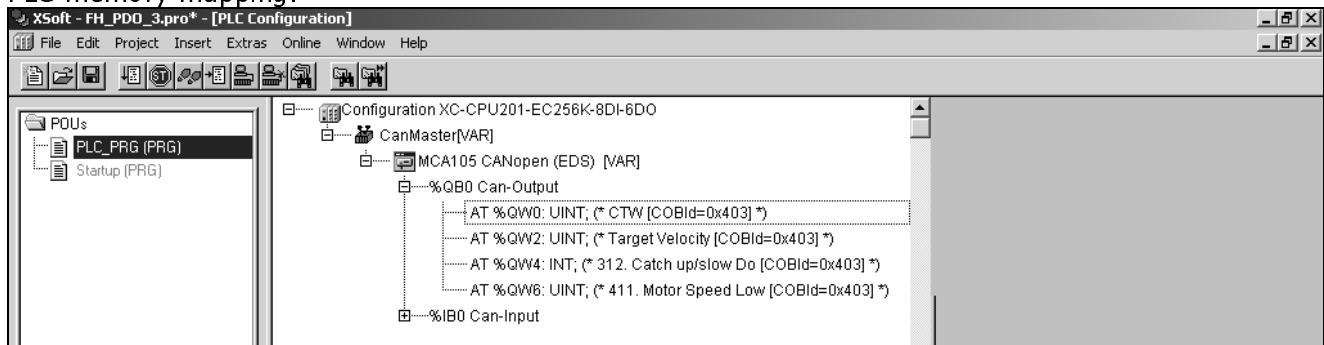 PLC memory mapping:
XSoft - FH_PDO_3.pro* - [PLC Configuration]
File Edit Project Insert Extras Online Window Help
POUs
PLC_PRG (PRG)
Startup (PRG)
Configuration XC-CPU201-EC256K-8DI-6DO
CanMaster[VAR]
MCA105 CANopen (EDS) [VAR]
%QB0 Can-Output
AT %QW0: UINT; (* CTW [COBId=0x403] *)
AT %QW2: UINT; (* Target Velocity [COBId=0x403] *)
AT %QW4: INT; (* 312. Catch up/slow Do [COBId=0x403] *)
AT %QW6: UINT; (* 411. Motor Speed Low [COBId=0x403] *)
%IB0 Can-Input